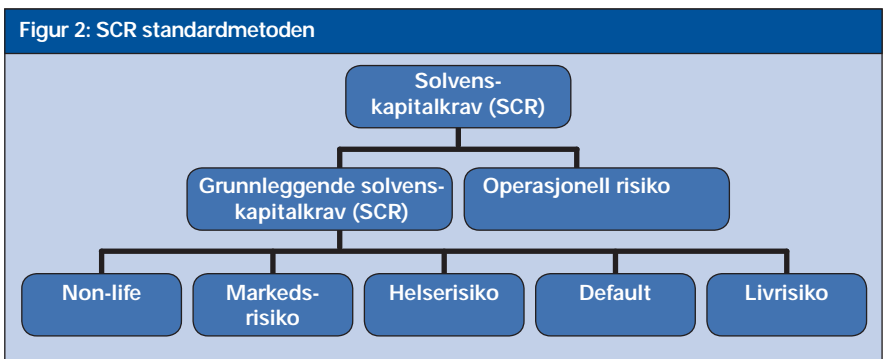 Figur 2: SCR standardmetoden
Solvens-
kapitalkrav (SCR)
Grunnleggende solvens-
kapitalkrav (SCR)
Operasjonell risiko
Non-life
Markeds-
risiko
Helserisiko
Default
Livrisiko